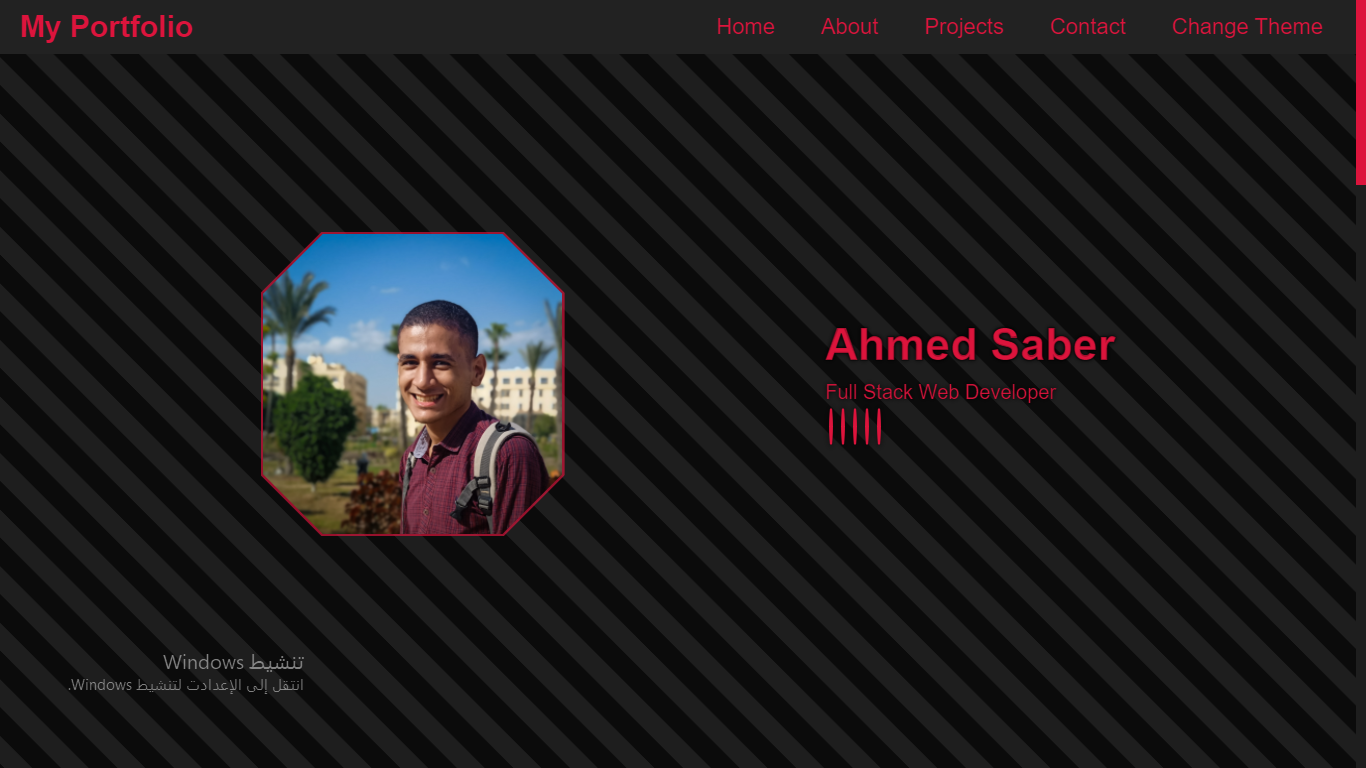 My Portfolio
Home
About
Projects
Contact
Change Theme
Ahmed Saber
Full Stack Web Developer
تنشيط Windows
انتقل إلى الإعدادت لتنشيط Windows.